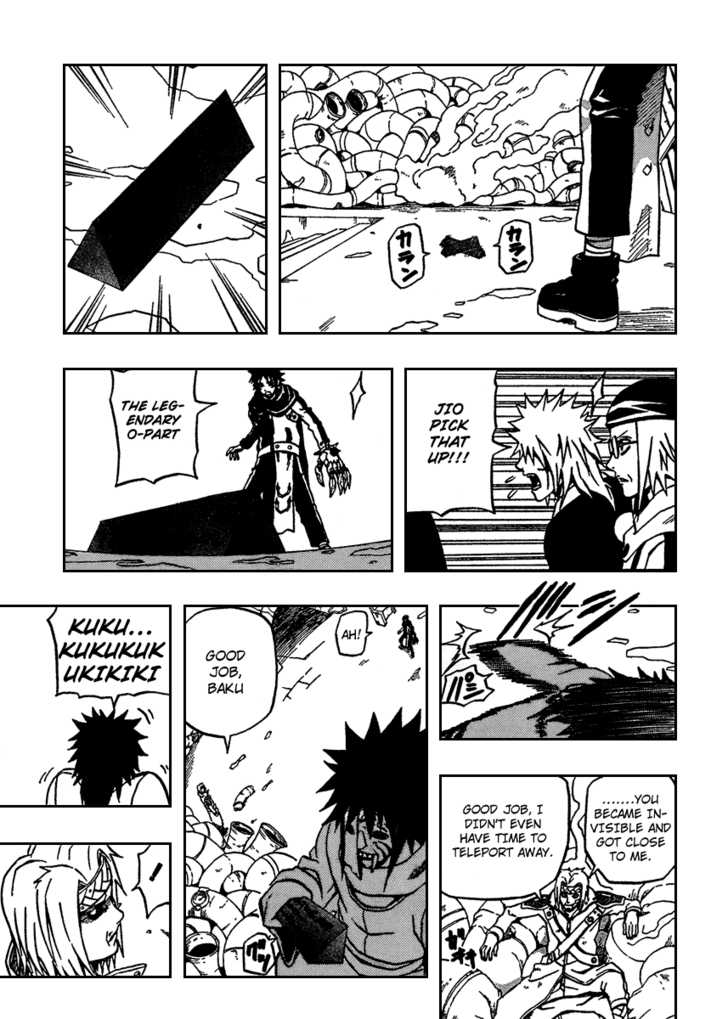 カラン
カラン
JIO
PICK
THAT
UP!!!
THE LEG-
ENDARY
O-PART
.......YOU
BECAME IN-
VISIBLE AND
GOT CLOSE
TO ME.
GOOD JOB, I
DIDN'T EVEN
HAVE TIME TO
TELEPORT AWAY.
AH!
GOOD
JOB,
BAKU
KUKU...
KUKUKUK
UKIKIKI
!